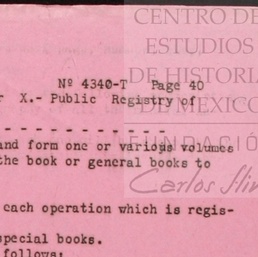 CENTRO DE
ESTUDIOS
DE HISTORIA
DE MÉXICO
FUNDACIÓN
Carlos Slim
Nº 4340-T Page 40
X.- Public Registry of
and form one or various volumes
the book or general books to
each operation which is regis-
special books.
follows: